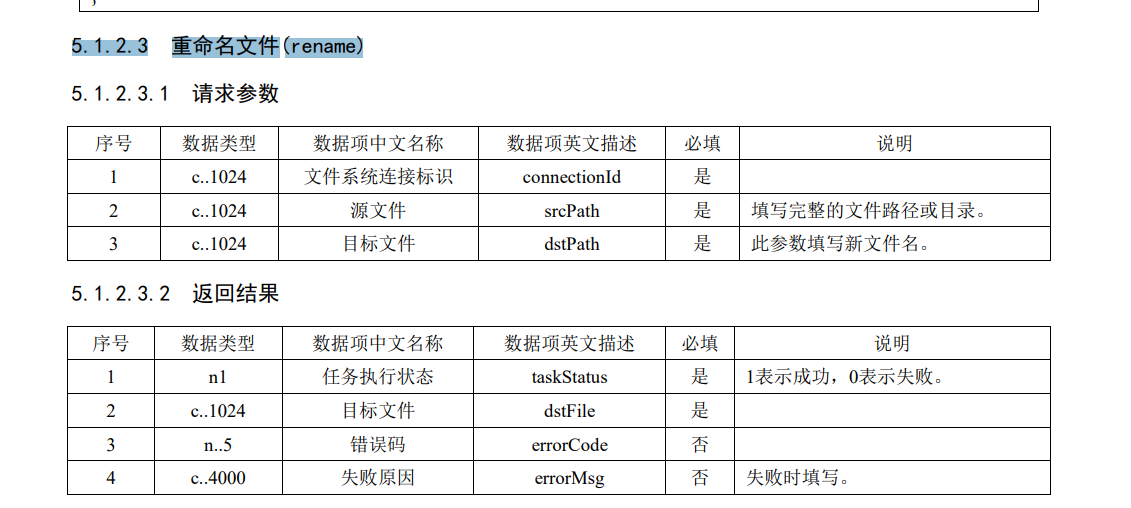 5.1.2.3 重命名文件(rename)
5.1.2.3.1 请求参数
序号 数据类型 数据项中文名称 数据项英文描述 必填 说明
1 c..1024 文件系统连接标识 connectionId 是
2 c..1024 源文件 srcPath 是 填写完整的文件路径或目录。
3 c..1024 目标文件 dstPath 是 此参数填写新文件名。
5.1.2.3.2 返回结果
序号 数据类型 数据项中文名称 数据项英文描述 必填 说明
1 n1 任务执行状态 taskStatus 是 1表示成功，0表示失败。
2 c..1024 目标文件 dstFile 是
3 n..5 错误码 errorCode 否
4 c..4000 失败原因 errorMsg 否 失败时填写。